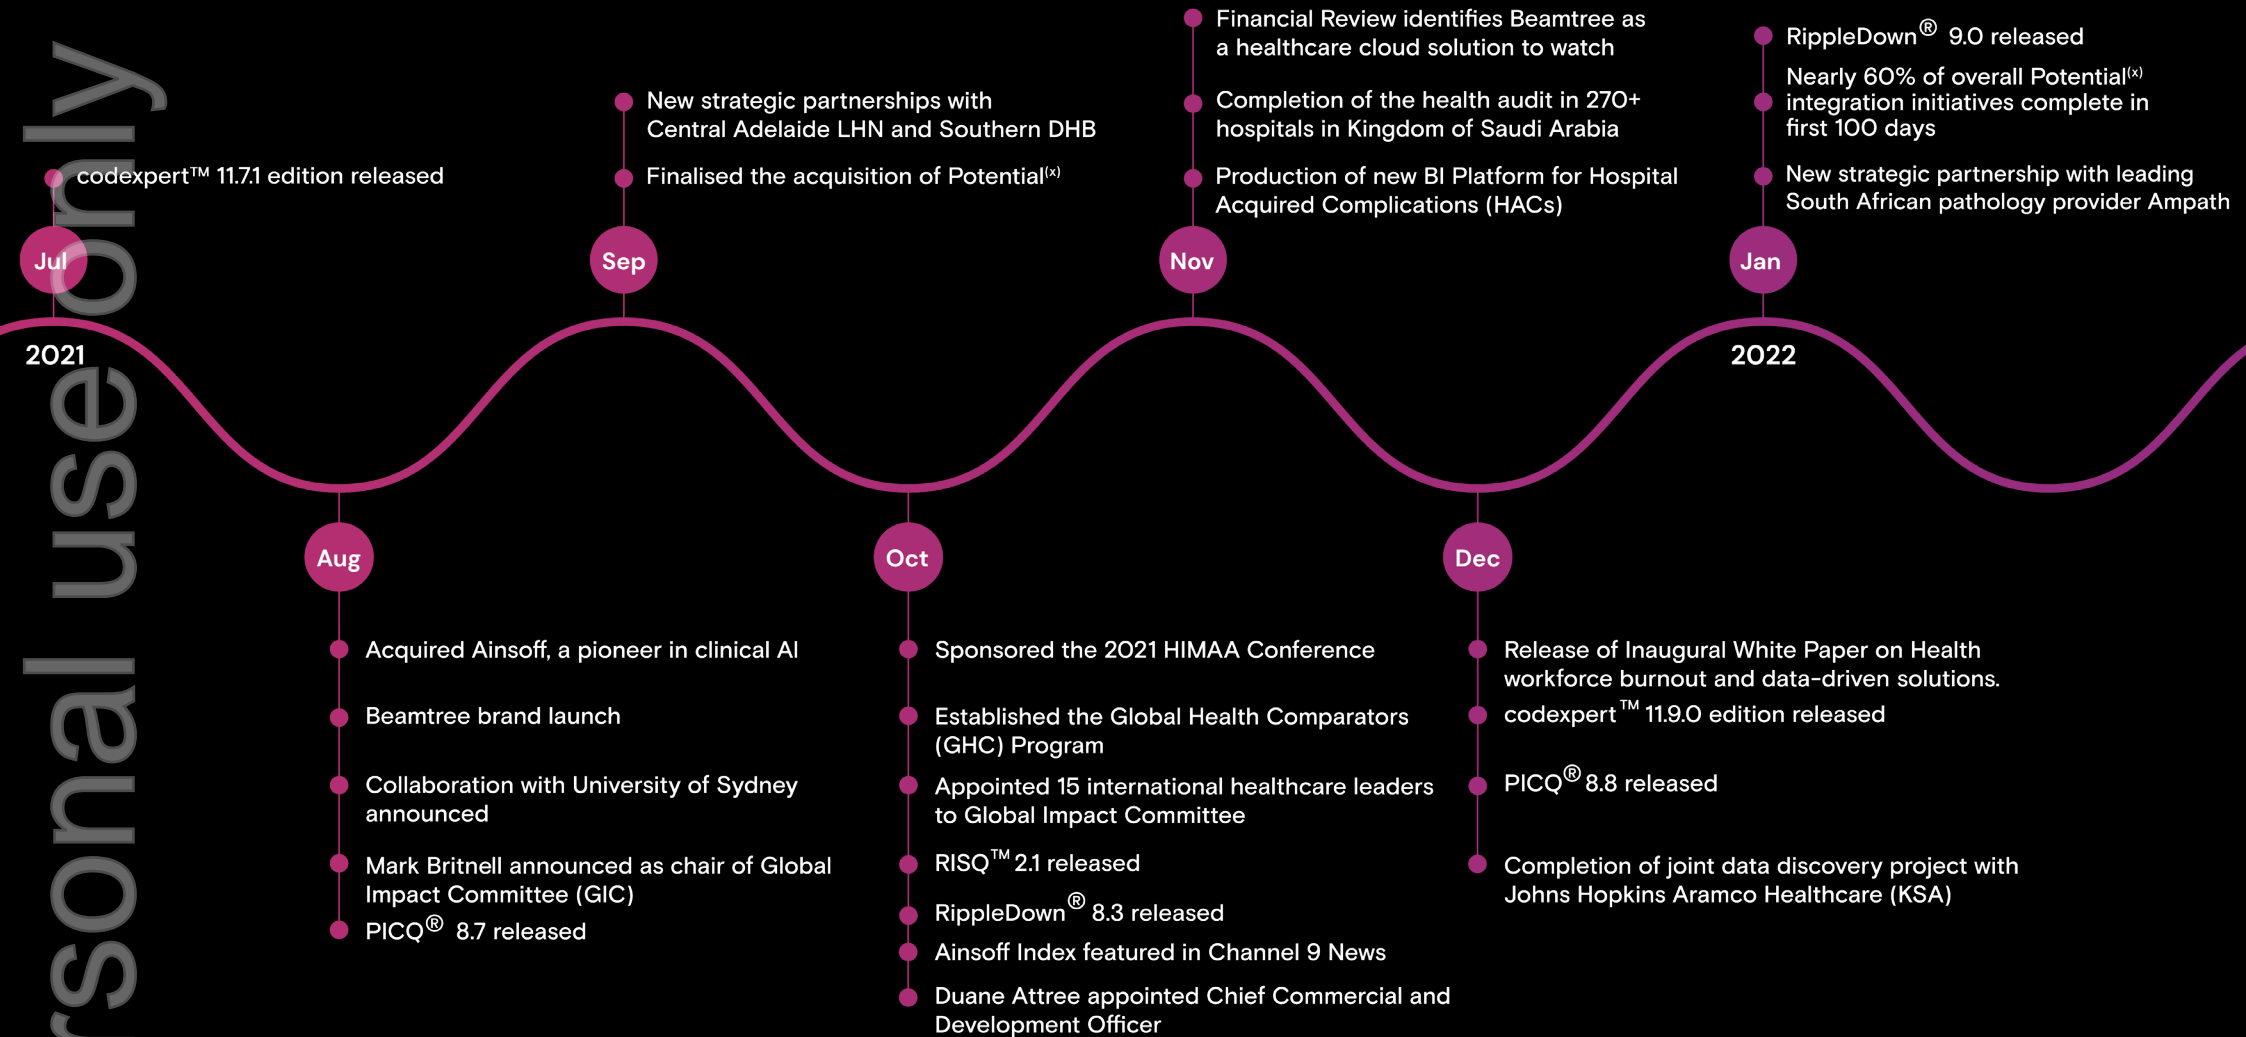 Jul
2021
codexpert™ 11.7.1 edition released
Aug
Acquired Ainsoff, a pioneer in clinical AI
Beamtree brand launch
Collaboration with University of Sydney
announced
Mark Britnell announced as chair of Global
Impact Committee (GIC)
PICQ® 8.7 released
Sep
New strategic partnerships with
Central Adelaide LHN and Southern DHB
Finalised the acquisition of Potential(x)
Oct
Sponsored the 2021 HIMAA Conference
Established the Global Health Comparators
(GHC) Program
Appointed 15 international healthcare leaders
to Global Impact Committee
RISQ™ 2.1 released
RippleDown® 8.3 released
Ainsoff Index featured in Channel 9 News
Duane Attree appointed Chief Commercial and
Development Officer
Nov
Financial Review identifies Beamtree as
a healthcare cloud solution to watch
Completion of the health audit in 270+
hospitals in Kingdom of Saudi Arabia
Production of new BI Platform for Hospital
Acquired Complications (HACs)
Dec
Release of Inaugural White Paper on Health
workforce burnout and data-driven solutions.
codexpert™ 11.9.0 edition released
PICQ® 8.8 released
Completion of joint data discovery project with
Johns Hopkins Aramco Healthcare (KSA)
Jan
2022
RippleDown® 9.0 released
Nearly 60% of overall Potential(x)
integration initiatives complete in
first 100 days
New strategic partnership with leading
South African pathology provider Ampath
rsonal use only